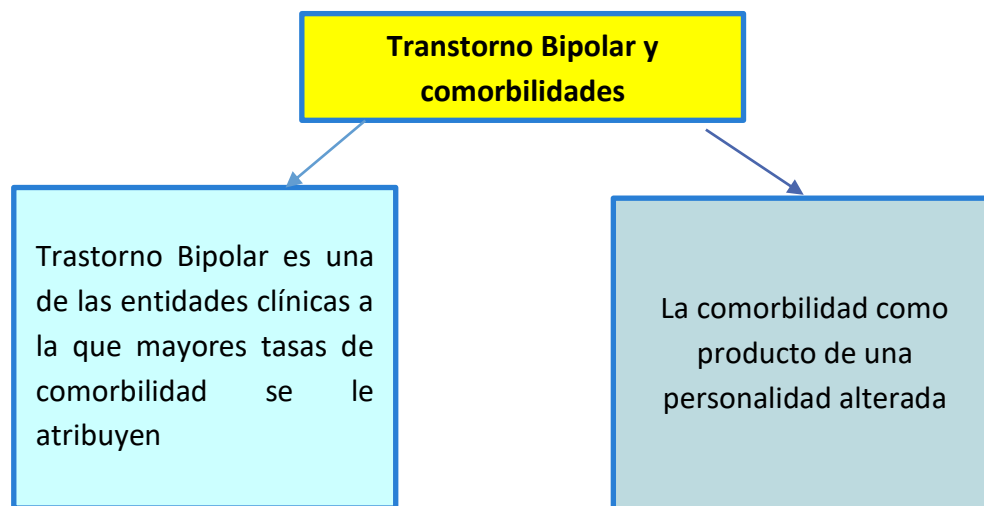 Transtorno Bipolar y
comorbilidades
Trastorno Bipolar es una
de las entidades clínicas a
la que mayores tasas de
comorbilidad se le
atribuyen
La comorbilidad como
producto de una
personalidad alterada